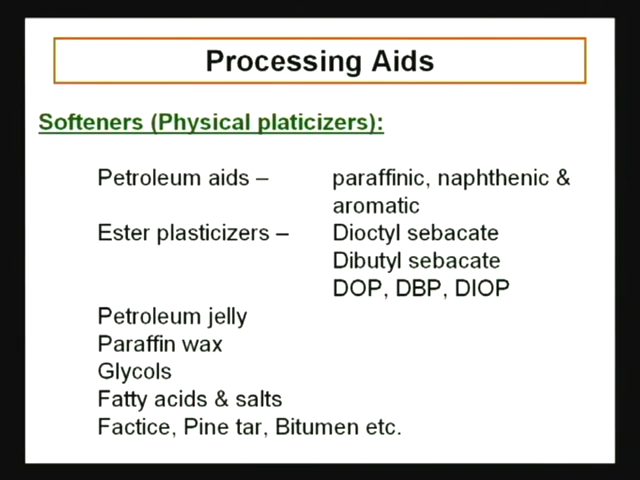 Processing Aids
Softeners (Physical platicizers):
Petroleum aids – paraffinic, naphthenic &
aromatic
Ester plasticizers – Dioctyl sebacate
Dibutyl sebacate
DOP, DBP, DIOP
Petroleum jelly
Paraffin wax
Glycols
Fatty acids & salts
Factice, Pine tar, Bitumen etc.